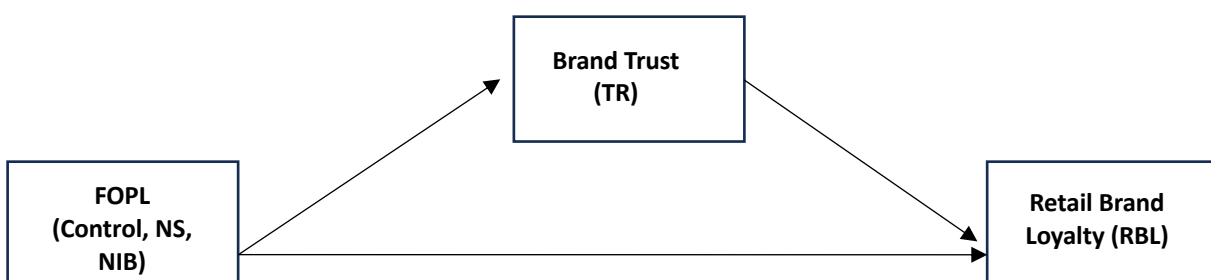 Brand Trust
(TR)
FOPL
(Control, NS,
NIB)
Retail Brand
Loyalty (RBL)